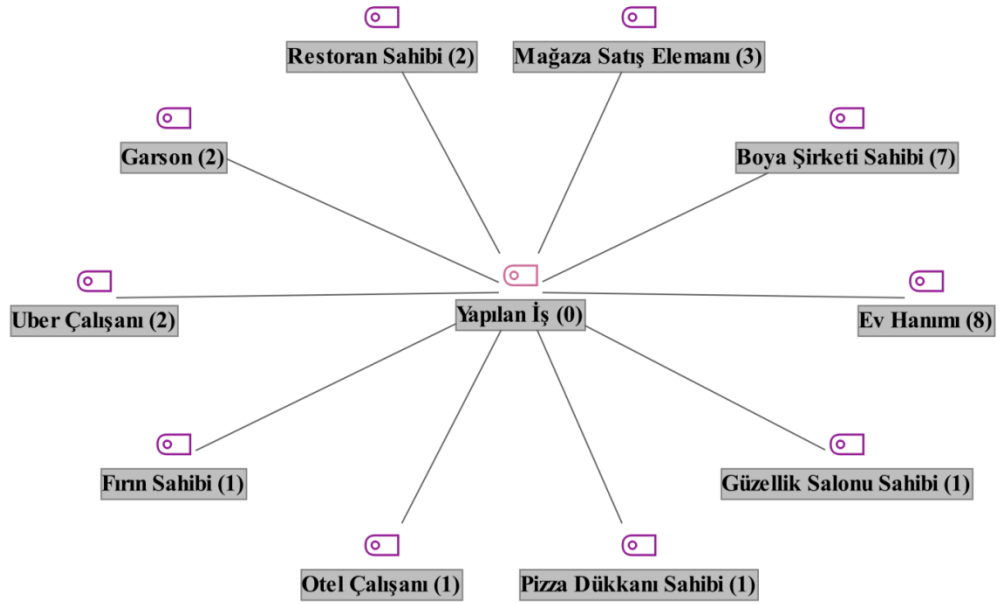 Restoran Sahibi (2)
Mağaza Satış Elemanı (3)
Garson (2)
Boya Şirketi Sahibi (7)
Uber Çalışanı (2)
Yapılan İş (0)
Ev Hanımı (8)
Fırın Sahibi (1)
Güzellik Salonu Sahibi (1)
Otel Çalışanı (1)
Pizza Dükkanı Sahibi (1)